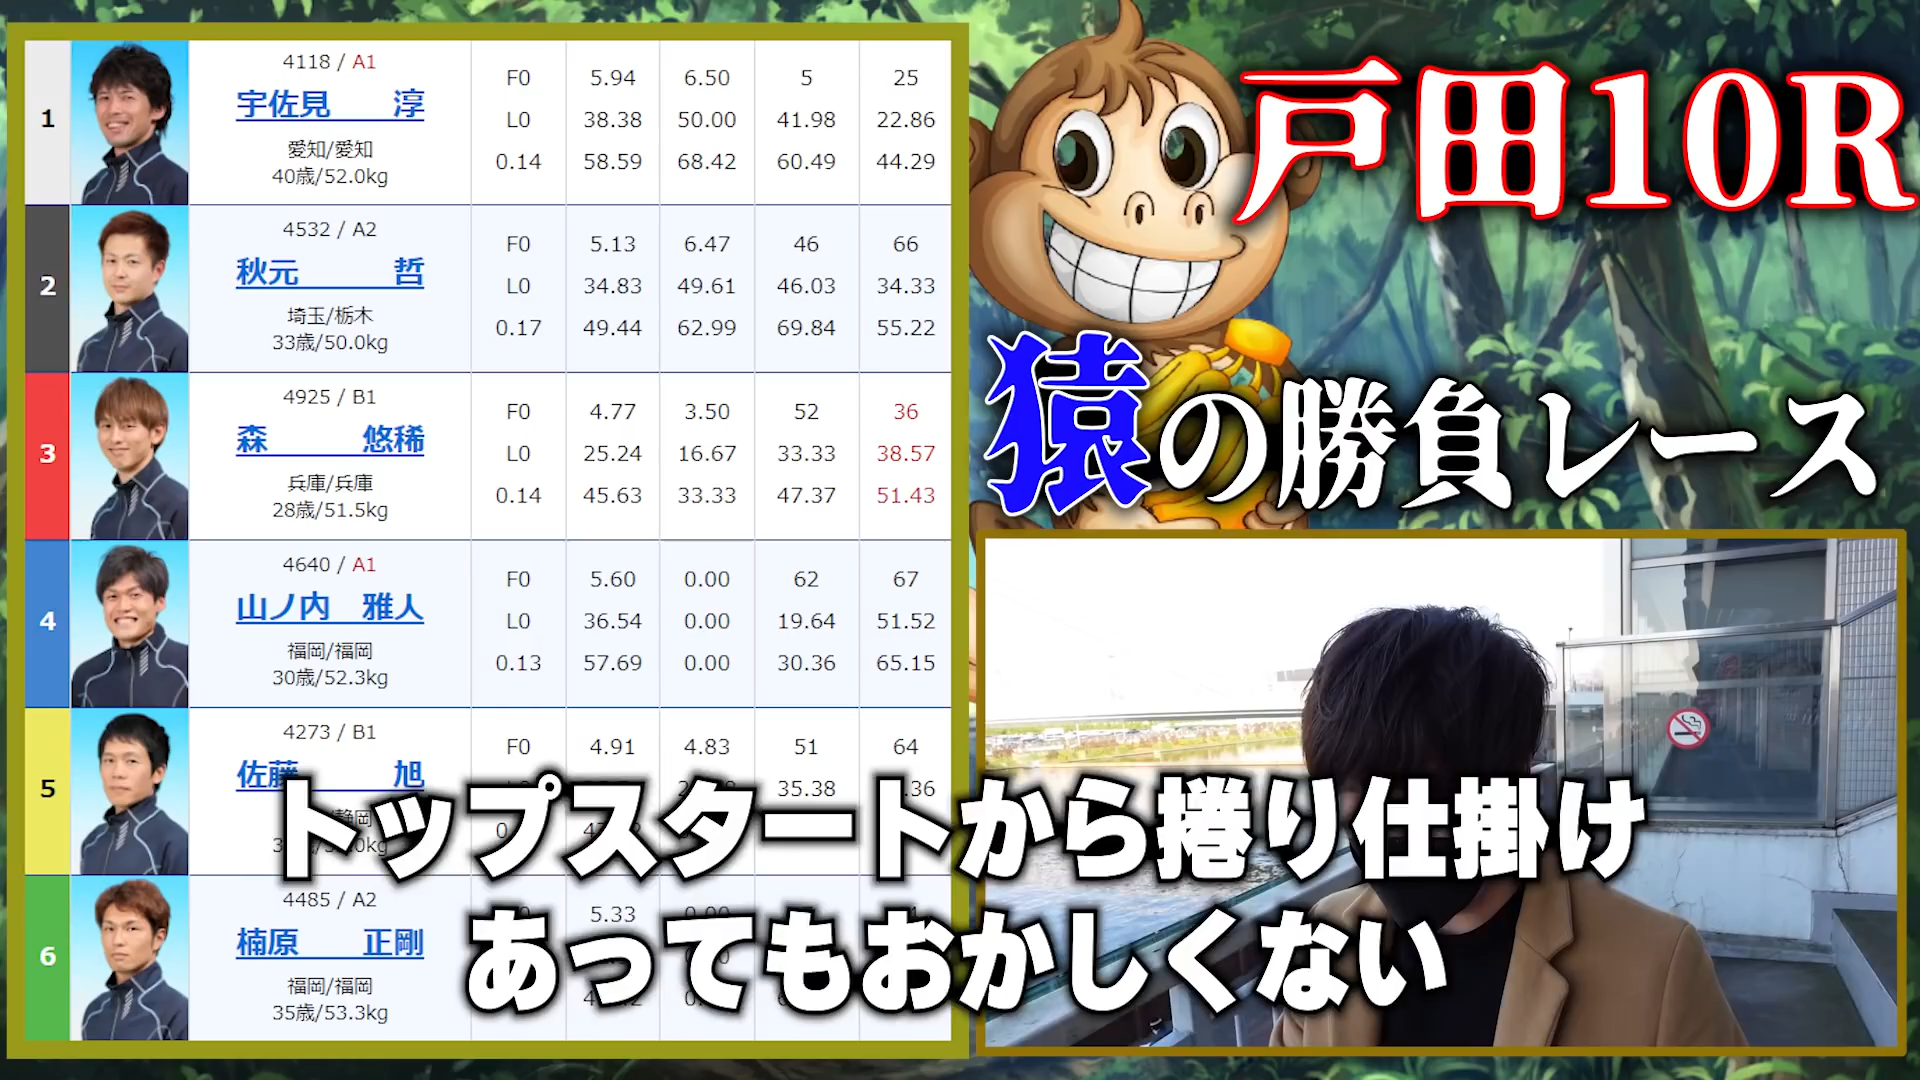 1
4118 / A1
宇佐見 淳
愛知/愛知
40歳/52.0kg
F0 5.94 6.50 5 25
L0 38.38 50.00 41.98 22.86
0.14 58.59 68.42 60.49 44.29
2
4532 / A2
秋元 哲
埼玉/栃木
33歳/50.0kg
F0 5.13 6.47 46 66
L0 34.83 49.61 46.03 34.33
0.17 49.44 62.99 69.84 55.22
3
4925 / B1
森 悠稀
兵庫/兵庫
28歳/51.5kg
F0 4.77 3.50 52 36
L0 25.24 16.67 33.33 38.57
0.14 45.63 33.33 47.37 51.43
4
4640 / A1
山ノ内 雅人
福岡/福岡
30歳/52.3kg
F0 5.60 0.00 62 67
L0 36.54 0.00 19.64 51.52
0.13 57.69 0.00 30.36 65.15
5
4273 / B1
佐藤 旭
F0 4.91 4.83 51 64
35.38
6
4485 / A2
楠原 正剛
福岡/福岡
35歳/53.3kg
5.33
戸田10R
猿の勝負レース
トップスタートから捲り仕掛け
あってもおかしくない